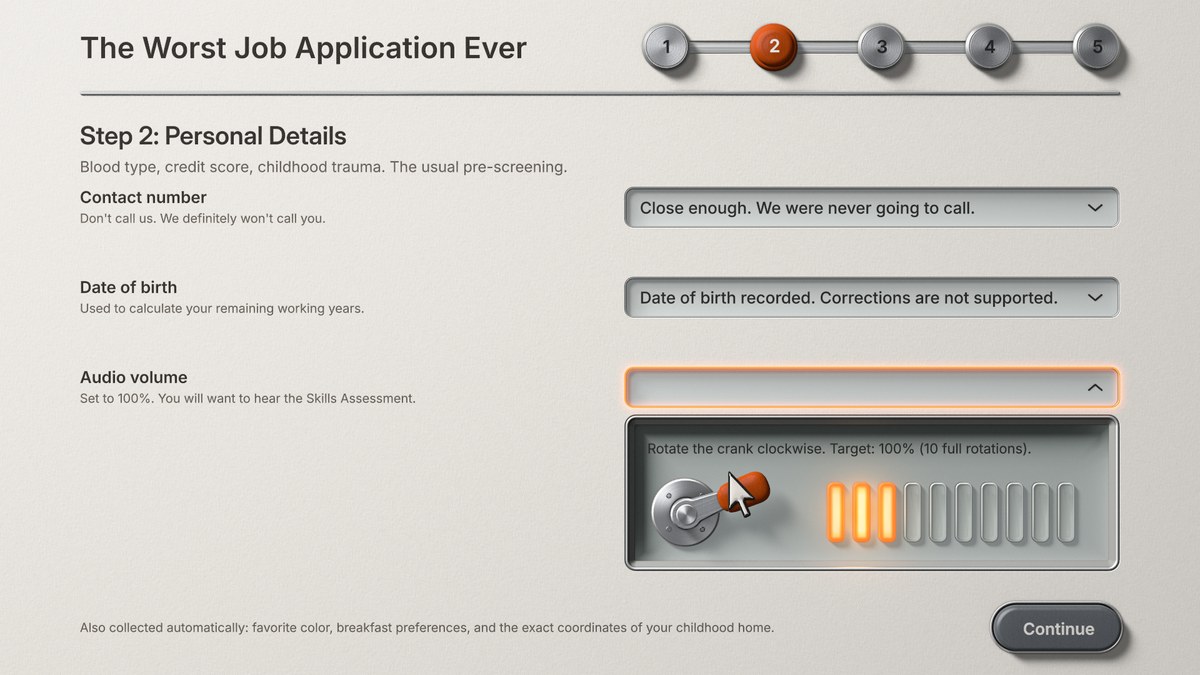 The Worst Job Application Ever
1 2 3 4 5
Step 2: Personal Details
Blood type, credit score, childhood trauma. The usual pre-screening.
Contact number
Don't call us. We definitely won't call you.
Close enough. We were never going to call.
Date of birth
Used to calculate your remaining working years.
Date of birth recorded. Corrections are not supported.
Audio volume
Set to 100%. You will want to hear the Skills Assessment.
Rotate the crank clockwise. Target: 100% (10 full rotations).
Also collected automatically: favorite color, breakfast preferences, and the exact coordinates of your childhood home.
Continue